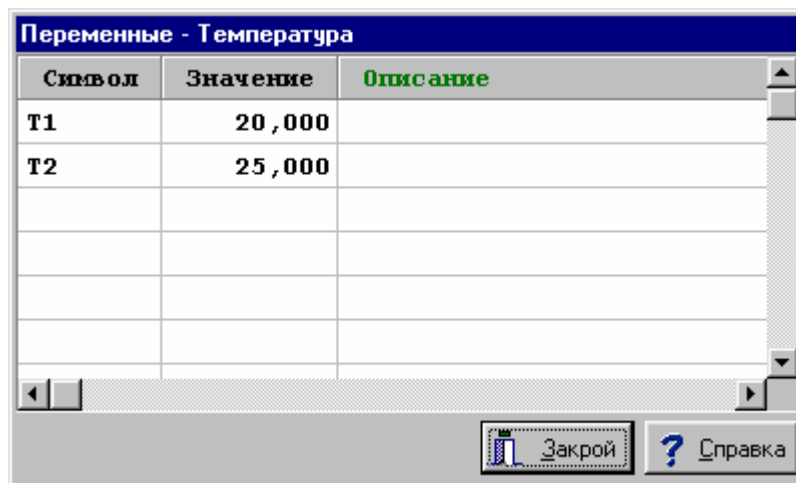 Переменные - Температура
Символ Значение Описание
T1 20,000
T2 25,000
Закрой ? Справка